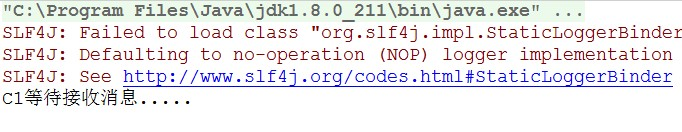 "C:\Program Files\Java\jdk1.8.0_211\bin\java.exe" ...
SLF4J: Failed to load class "org.slf4j.impl.StaticLoggerBinder
SLF4J: Defaulting to no-operation (NOP) logger implementation
SLF4J: See http://www.slf4j.org/codes.html#StaticLoggerBinder
C1等待接收消息.....